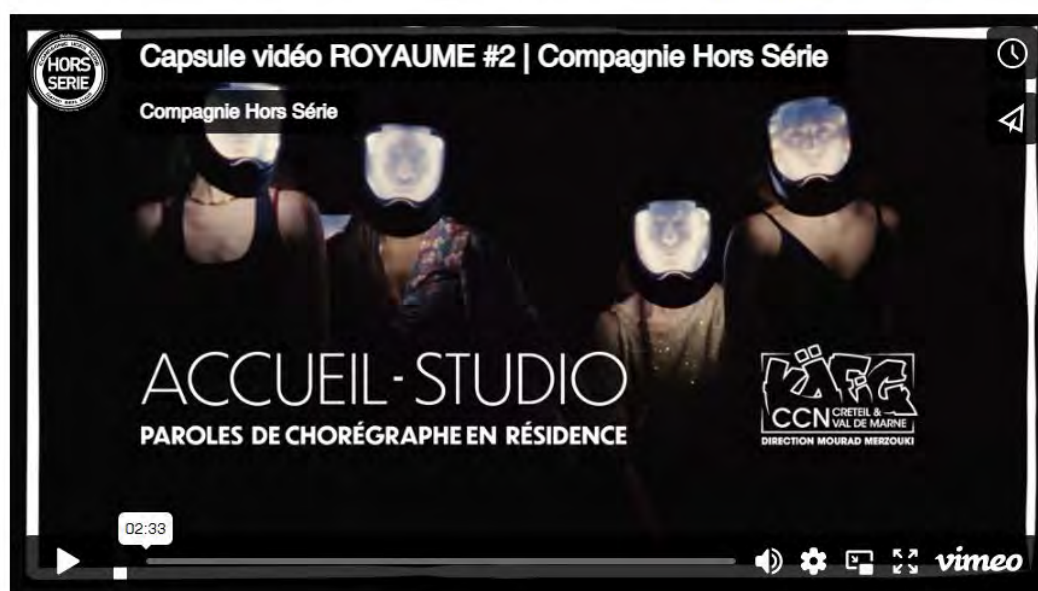 HORS
SERIE
Capsule vidéo ROYAUME #2 | Compagnie Hors Série
Compagnie Hors Série
ACCUEIL - STUDIO
PAROLES DE CHORÉGRAPHE EN RÉSIDENCE
KÄFIG
CCN CRETEIL &
VAL DE MARNE
DIRECTION MOURAD MERZOUKI
02:33
vimeo